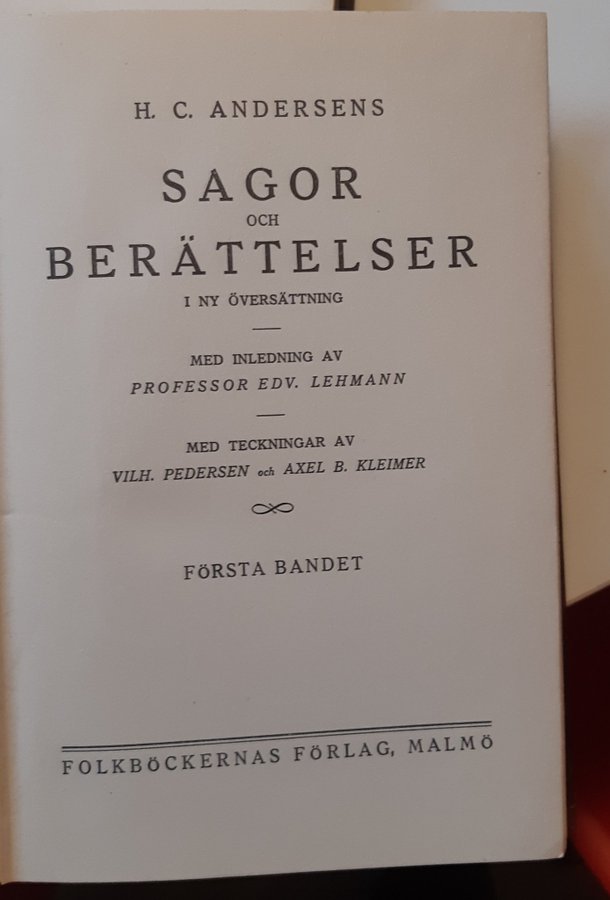 H. C. ANDERSENS
SAGOR
OCH
BERÄTTELSER
I NY ÖVERSÄTTNING
MED INLEDNING AV
PROFESSOR EDV. LEHMANN
MED TECKNINGAR AV
VILH. PEDERSEN och AXEL B. KLEIMER
FÖRSTA BANDET
FOLKBÖCKERNAS FÖRLAG, MALMÖ